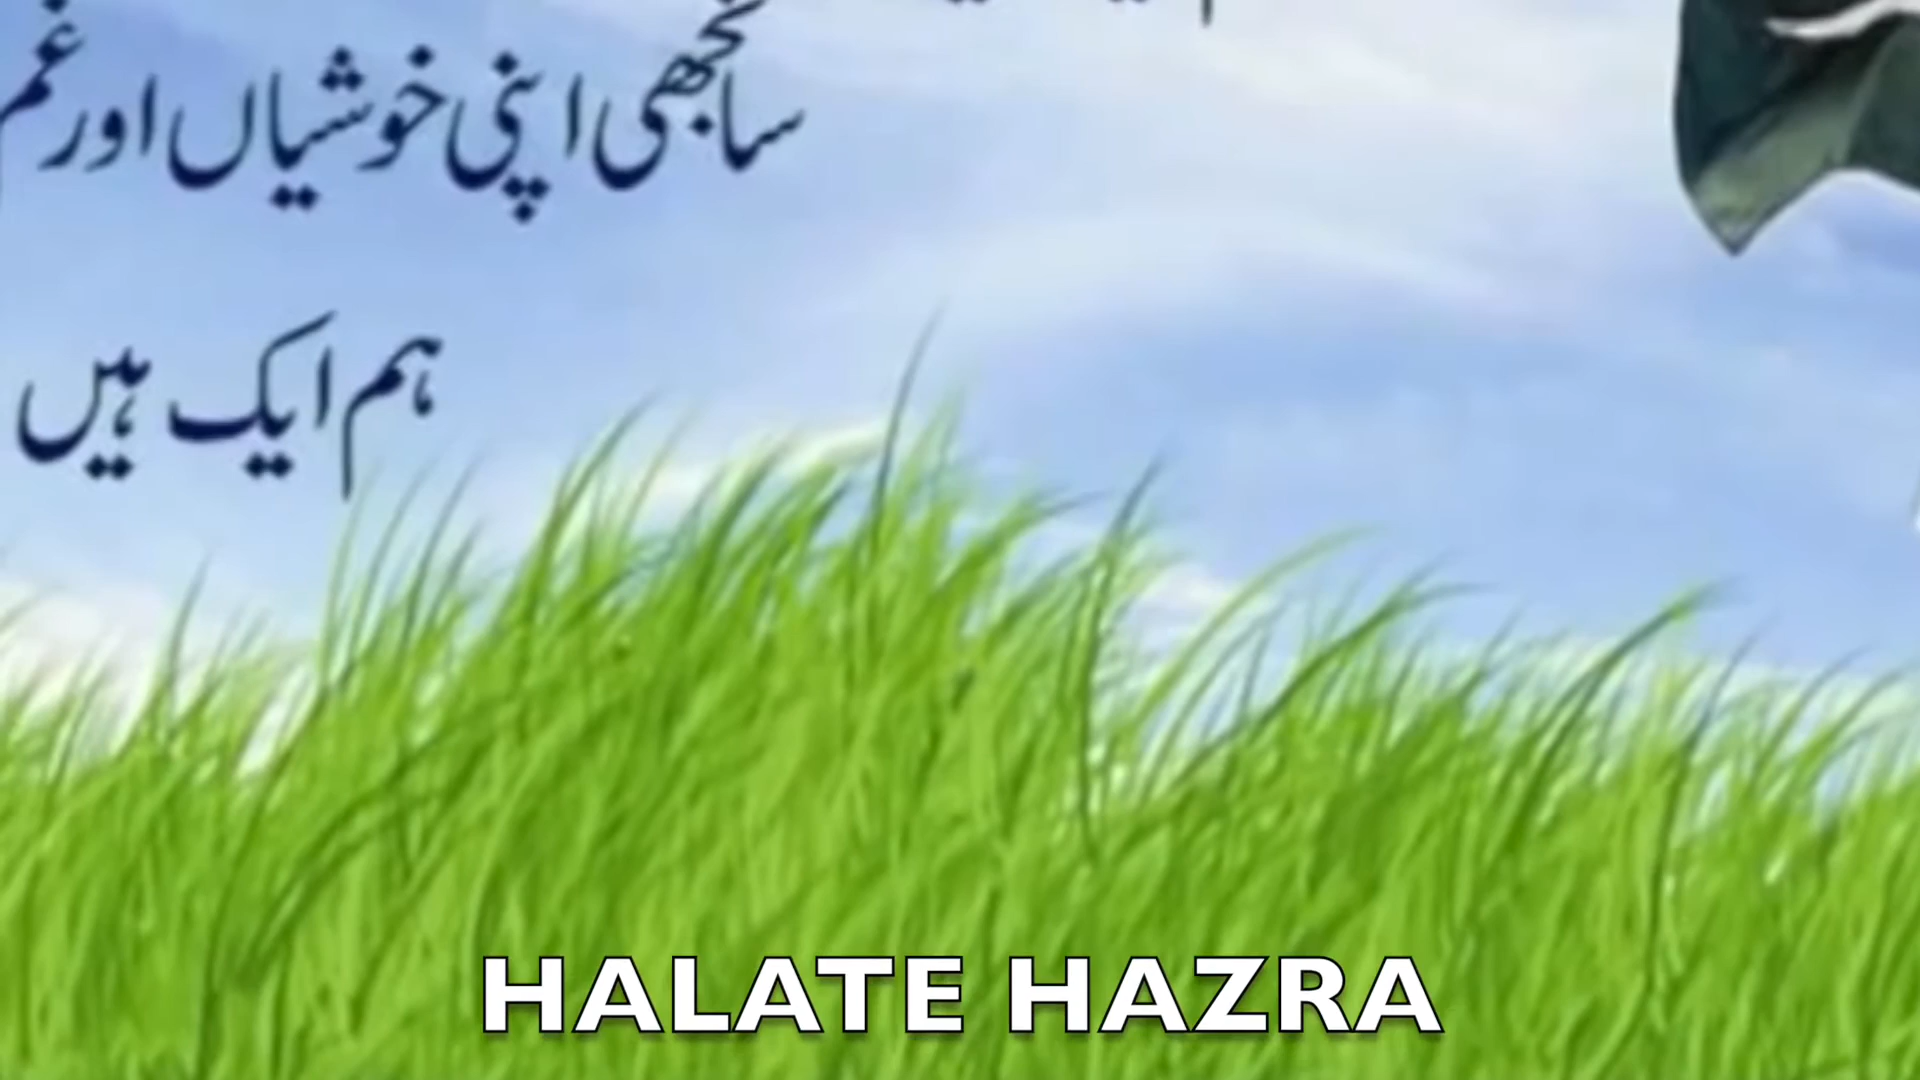 سانجھی اپنی خوشیاں اور غم
ہم ایک ہیں
HALATE HAZRA